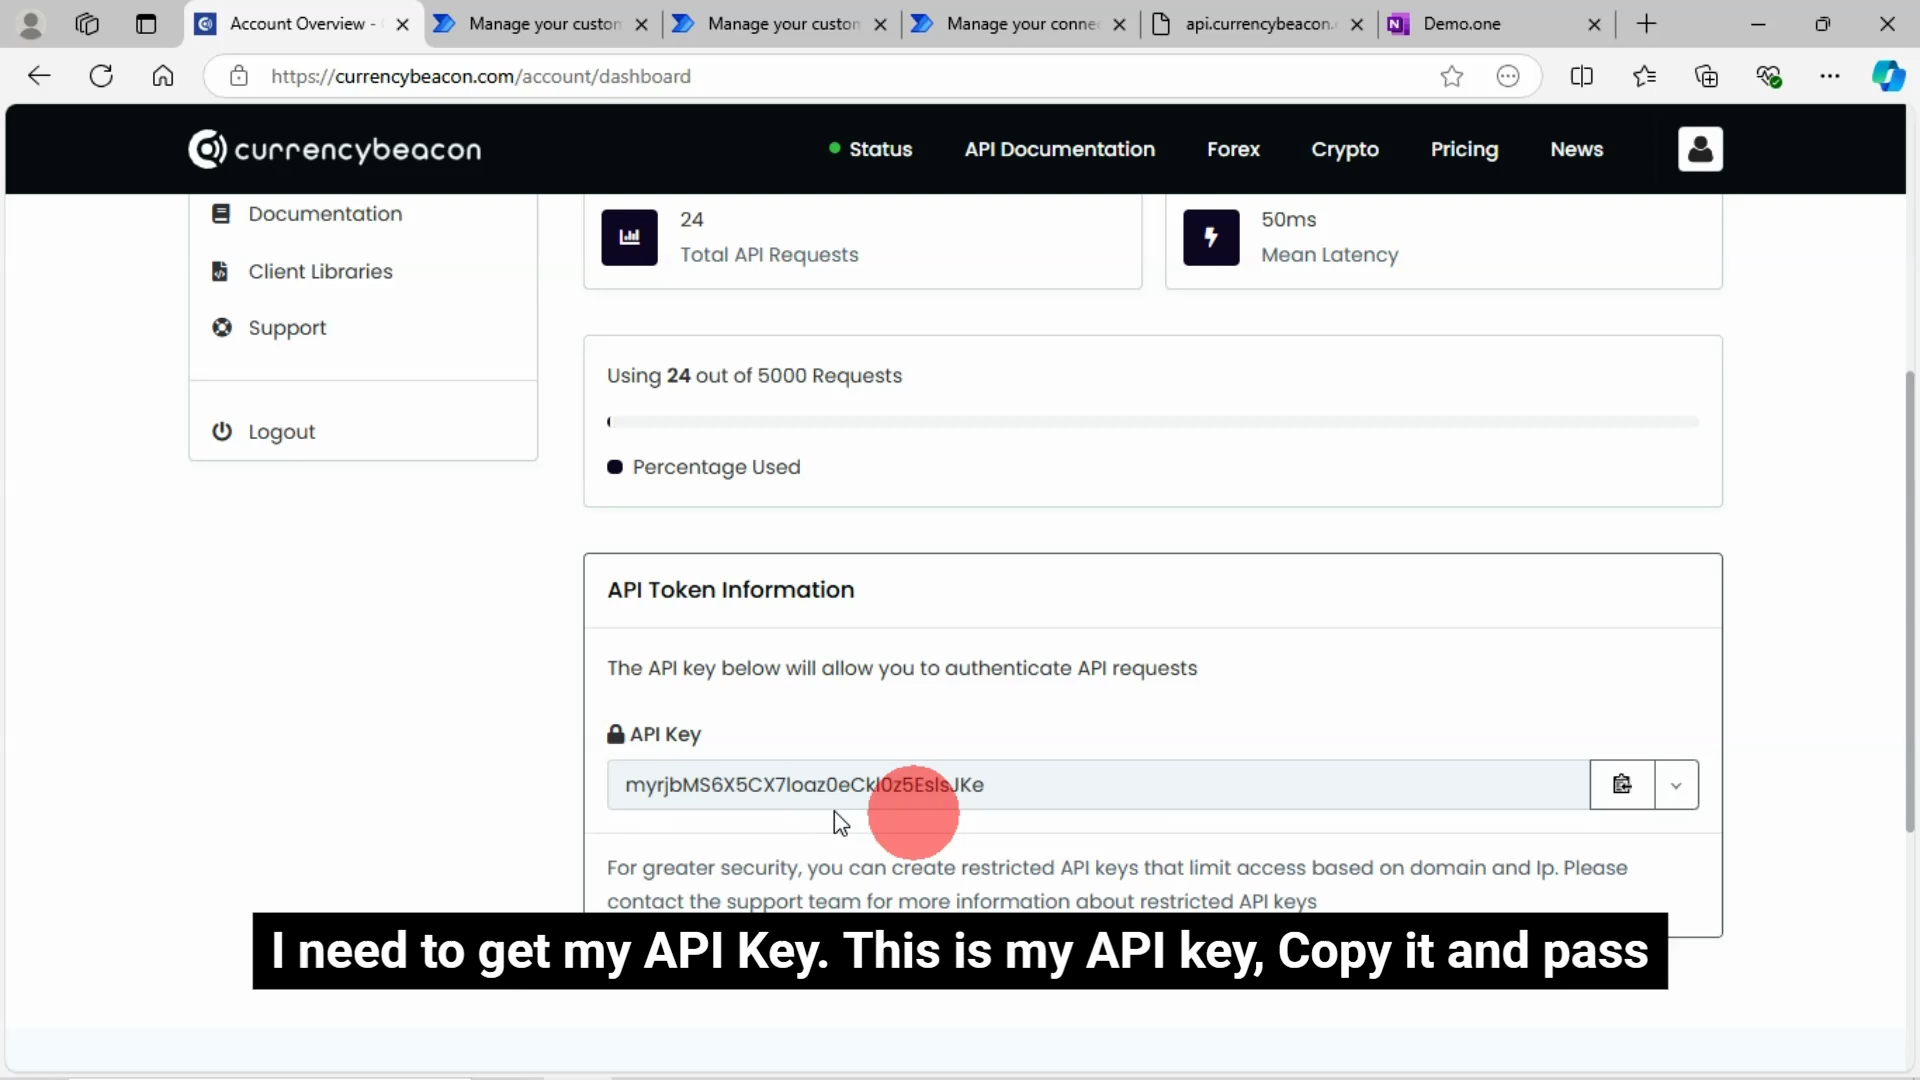 Account Overview -
Manage your custom
Manage your custom
Manage your connec
api.currencybeacon.
Demo.one
https://currencybeacon.com/account/dashboard
currencybeacon
Status
API Documentation
Forex
Crypto
Pricing
News
Documentation
Client Libraries
Support
Logout
24
Total API Requests
50ms
Mean Latency
Using 24 out of 5000 Requests
Percentage Used
API Token Information
The API key below will allow you to authenticate API requests
API Key
myrjbMS6X5CX7loaz0eCkl0z5EslsJKe
For greater security, you can create restricted API keys that limit access based on domain and Ip. Please
contact the support team for more information about restricted API keys
I need to get my API Key. This is my API key, Copy it and pass